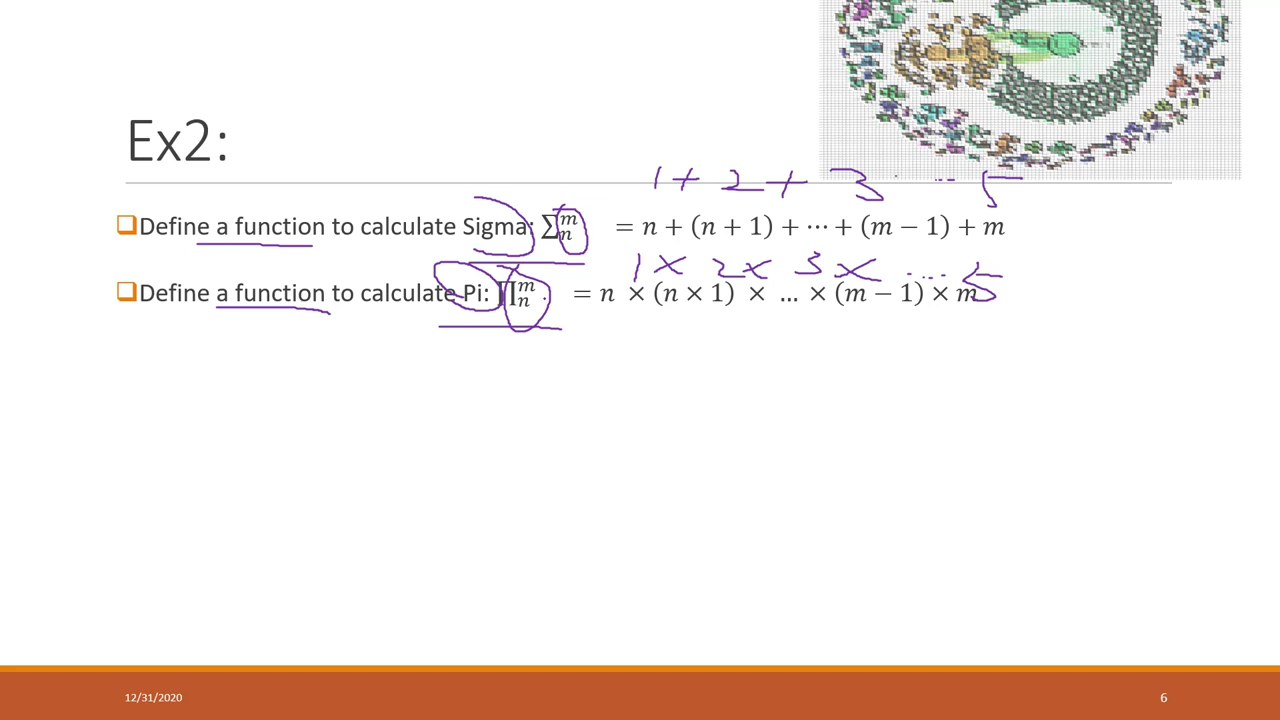 Ex2:
1 + 2 + 3 ... 5
❑Define a function to calculate Sigma: ∑ₙᵐ = n + (n + 1) + ⋯ + (m − 1) + m
1 × 2 × 3 × .... 5
❑Define a function to calculate Pi: ∏ₙᵐ = n × (n × 1) × … × (m − 1) × m
12/31/2020
6